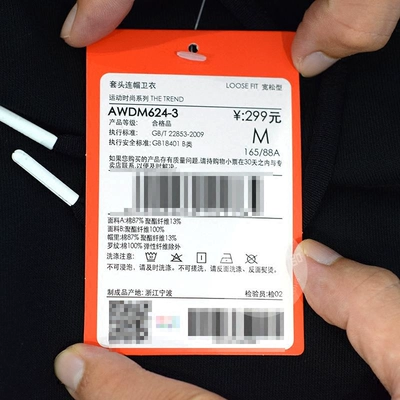 套头连帽卫衣 LOOSE FIT 宽松型
运动时尚系列 THE TREND
AWDM624-3 ¥:299元
产品等级: 合格品 M
执行标准: GB/T 22853-2009
执行安全标准: GB18401 B类 165/88A
如果您购买的产品存有质量问题,请持购物小票在30天之内与专
卖店联系,以便及时解决。
面料A:棉87% 聚酯纤维13%
面料B:聚酯纤维100%
帽里:棉87% 聚酯纤维13%
罗纹:棉100% 弹性纤维除外
洗涤注意:
不可浸泡, 请及时洗涤、不可搓洗, 请反面洗涤、反面熨烫。
制成品产地: 浙江宁波 检验员:检02